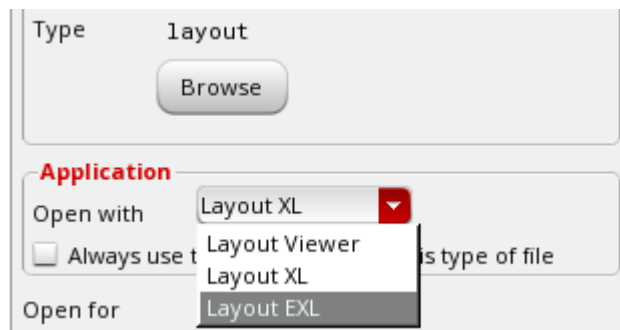 Type layout
Browse
Application
Open with Layout XL
Layout Viewer
Always use is type of file
Layout XL
Open for Layout EXL